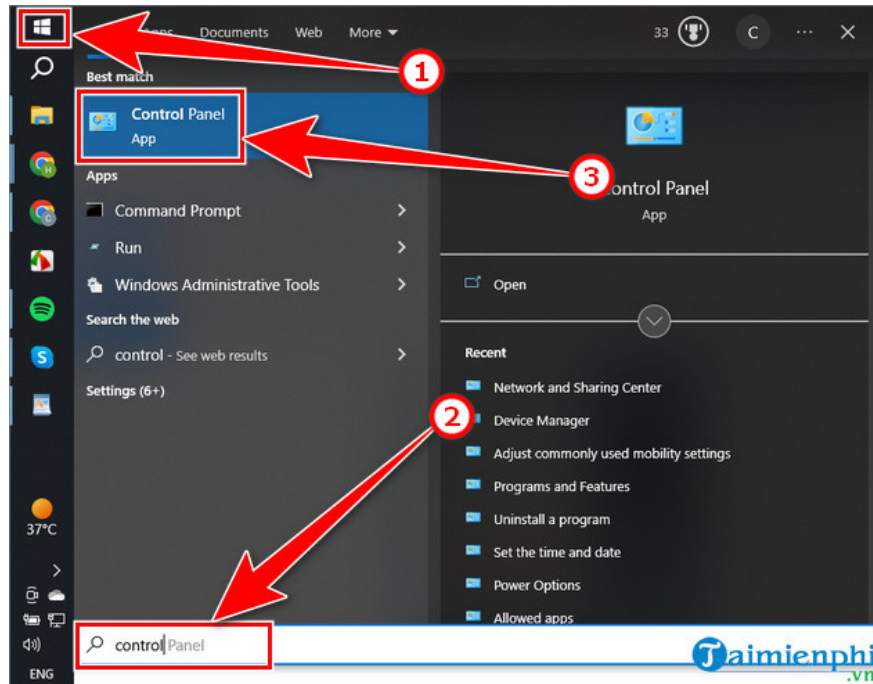 Apps Documents Web More
33
C
1
Best match
Control Panel
App
3
Apps
Command Prompt
Run
Windows Administrative Tools
Search the web
control - See web results
Settings (6+)
Control Panel
App
Open
Recent
Network and Sharing Center
2
Device Manager
Adjust commonly used mobility settings
Programs and Features
Uninstall a program
Set the time and date
Power Options
Allowed apps
37°C
control Panel
ENG
Taimienphi
.vn